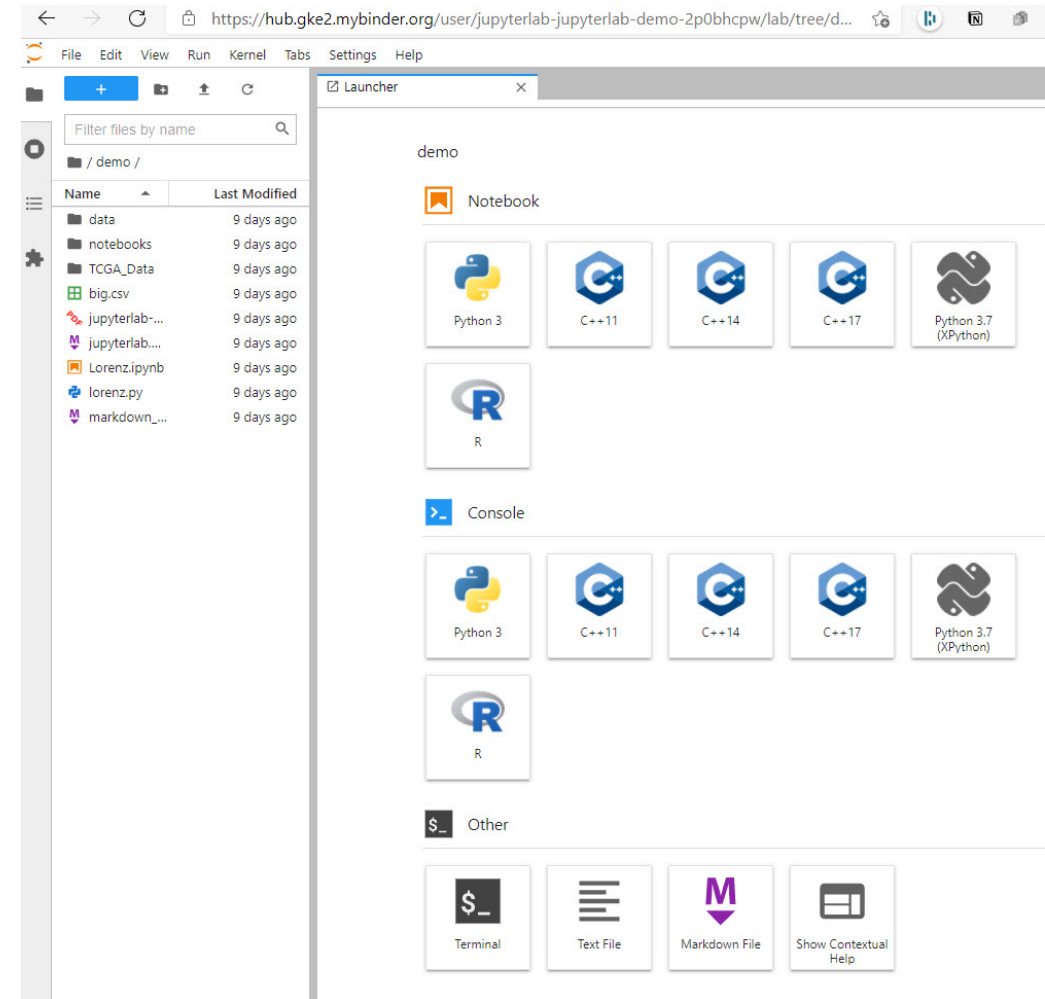 https://hub.gke2.mybinder.org/user/jupyterlab-jupyterlab-demo-2p0bhcpw/lab/tree/d...
File Edit View Run Kernel Tabs Settings Help
+
Launcher
Filter files by name
/ demo /
Name Last Modified
data 9 days ago
notebooks 9 days ago
TCGA_Data 9 days ago
big.csv 9 days ago
jupyterlab-... 9 days ago
jupyterlab.... 9 days ago
Lorenz.ipynb 9 days ago
lorenz.py 9 days ago
markdown_... 9 days ago
demo
Notebook
Python 3 C++11 C++14 C++17 Python 3.7
(XPython)
R
Console
Python 3 C++11 C++14 C++17 Python 3.7
(XPython)
R
$_ Other
$_
Terminal Text File Markdown File Show Contextual
Help